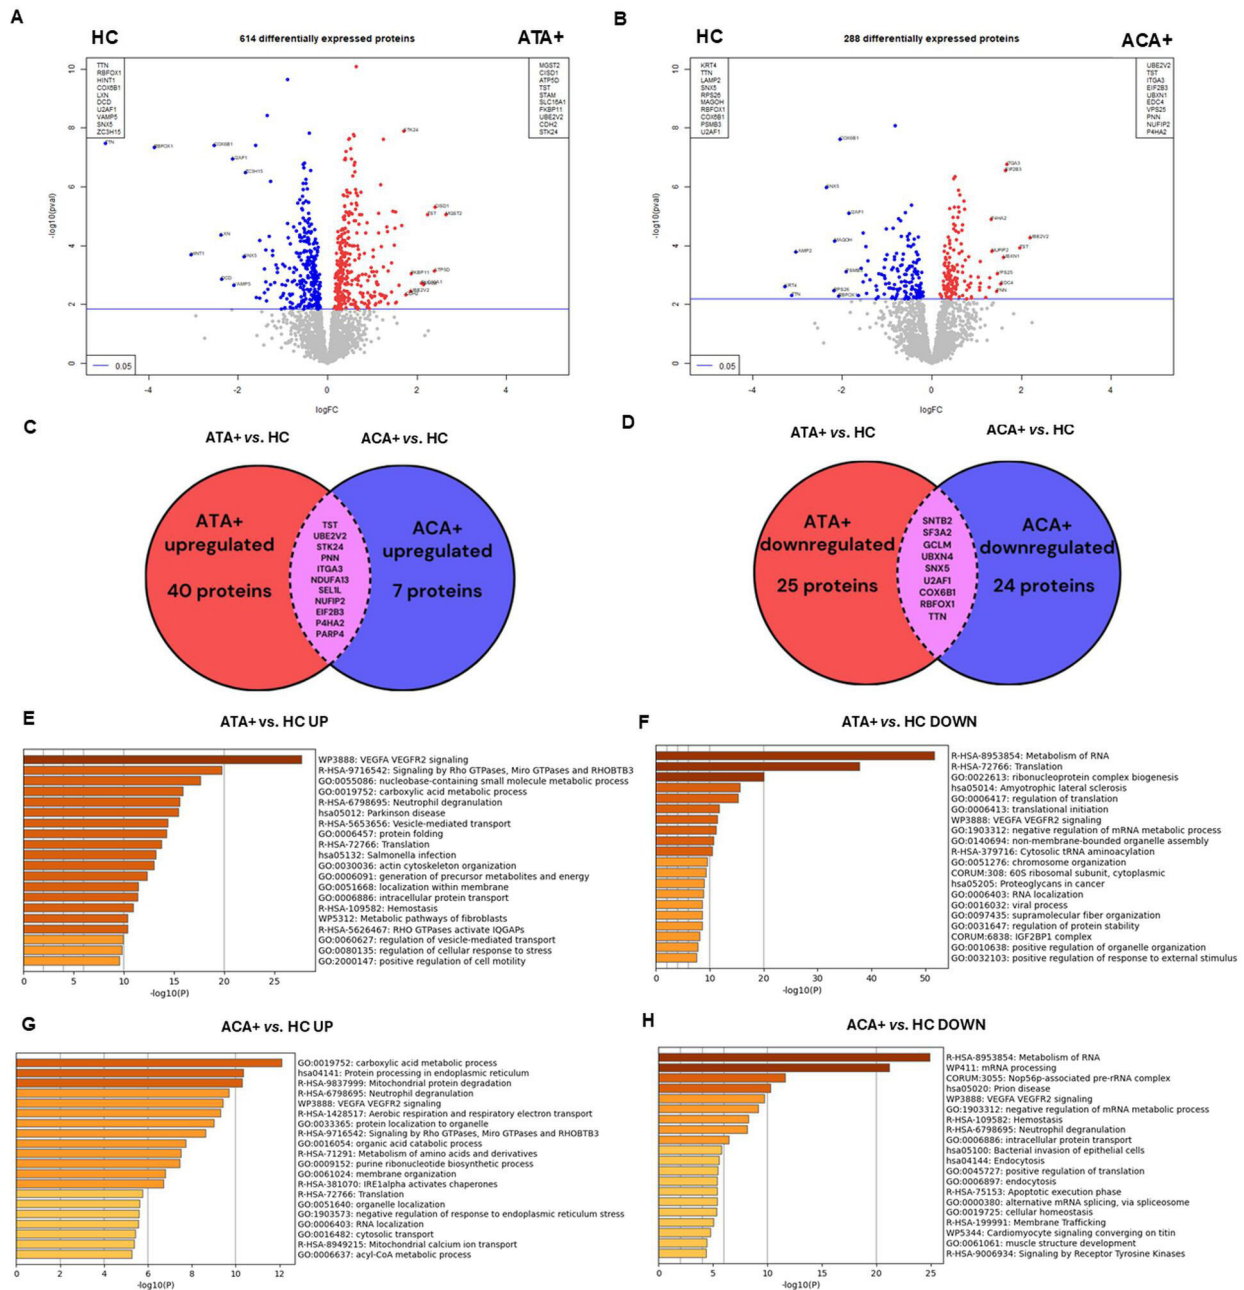 A
HC
614 differentially expressed proteins
ATA+
TTN
RBFOX1
HINT1
COX6B1
LXN
DCD
U2AF1
VAMP5
SNX5
ZC3H15
MGST2
CISD1
ATP5D
TST
STAM
SLC16A1
FKBP11
UBE2V2
CDH2
STK24
-log10(pval)
0 2 4 6 8 10
0.05
-4 -2 0 2 4
logFC
B
HC
288 differentially expressed proteins
ACA+
KRT4
TTN
LAMP2
SNX5
RPS26
MAGOH
RBFOX1
COX6B1
PSMB3
U2AF1
UBE2V2
TST
ITGA3
EIF2B3
UBXN1
EDC4
VPS25
PNN
NUFIP2
P4HA2
-log10(pval)
0 2 4 6 8 10
0.05
-4 -2 0 2 4
logFC
C
ATA+ vs. HC
ACA+ vs. HC
ATA+
upregulated
40 proteins
TST
UBE2V2
STK24
PNN
ITGA3
NDUFA13
SEL1L
NUFIP2
EIF2B3
P4HA2
PARP4
ACA+
upregulated
7 proteins
D
ATA+ vs. HC
ACA+ vs. HC
ATA+
downregulated
25 proteins
SNTB2
SF3A2
GCLM
UBXN4
SNX5
U2AF1
COX6B1
RBFOX1
TTN
ACA+
downregulated
24 proteins
E
ATA+ vs. HC UP
WP3888: VEGFA VEGFR2 signaling
R-HSA-9716542: Signaling by Rho GTPases, Miro GTPases and RHOBTB3
GO:0055086: nucleobase-containing small molecule metabolic process
GO:0019752: carboxylic acid metabolic process
R-HSA-6798695: Neutrophil degranulation
hsa05012: Parkinson disease
R-HSA-5653656: Vesicle-mediated transport
GO:0006457: protein folding
R-HSA-72766: Translation
hsa05132: Salmonella infection
GO:0030036: actin cytoskeleton organization
GO:0006091: generation of precursor metabolites and energy
GO:0051668: localization within membrane
GO:0006886: intracellular protein transport
R-HSA-109582: Hemostasis
WP5312: Metabolic pathways of fibroblasts
R-HSA-5626467: RHO GTPases activate IQGAPs
GO:0060627: regulation of vesicle-mediated transport
GO:0080135: regulation of cellular response to stress
GO:2000147: positive regulation of cell motility
0 5 10 15 20 25
-log10(P)
F
ATA+ vs. HC DOWN
R-HSA-8953854: Metabolism of RNA
R-HSA-72766: Translation
GO:0022613: ribonucleoprotein complex biogenesis
hsa05014: Amyotrophic lateral sclerosis
GO:0006417: regulation of translation
GO:0006413: translational initiation
WP3888: VEGFA VEGFR2 signaling
GO:1903312: negative regulation of mRNA metabolic process
GO:0140694: non-membrane-bounded organelle assembly
R-HSA-379716: Cytosolic tRNA aminoacylation
GO:0051276: chromosome organization
CORUM:308: 60S ribosomal subunit, cytoplasmic
hsa05205: Proteoglycans in cancer
GO:0006403: RNA localization
GO:0016032: viral process
GO:0097435: supramolecular fiber organization
GO:0031647: regulation of protein stability
CORUM:6838: IGF2BP1 complex
GO:0010638: positive regulation of organelle organization
GO:0032103: positive regulation of response to external stimulus
0 10 20 30 40 50
-log10(P)
G
ACA+ vs. HC UP
GO:0019752: carboxylic acid metabolic process
hsa04141: Protein processing in endoplasmic reticulum
R-HSA-9837999: Mitochondrial protein degradation
R-HSA-6798695: Neutrophil degranulation
WP3888: VEGFA VEGFR2 signaling
R-HSA-1428517: Aerobic respiration and respiratory electron transport
GO:0033365: protein localization to organelle
R-HSA-9716542: Signaling by Rho GTPases, Miro GTPases and RHOBTB3
GO:0016054: organic acid catabolic process
R-HSA-71291: Metabolism of amino acids and derivatives
GO:0009152: purine ribonucleotide biosynthetic process
GO:0061024: membrane organization
R-HSA-381070: IRE1alpha activates chaperones
R-HSA-72766: Translation
GO:0051640: organelle localization
GO:1903573: negative regulation of response to endoplasmic reticulum stress
GO:0006403: RNA localization
GO:0016482: cytosolic transport
R-HSA-8949215: Mitochondrial calcium ion transport
GO:0006637: acyl-CoA metabolic process
0 2 4 6 8 10 12
-log10(P)
H
ACA+ vs. HC DOWN
R-HSA-8953854: Metabolism of RNA
WP411: mRNA processing
CORUM:3055: Nop56p-associated pre-rRNA complex
hsa05020: Prion disease
WP3888: VEGFA VEGFR2 signaling
GO:1903312: negative regulation of mRNA metabolic process
R-HSA-109582: Hemostasis
R-HSA-6798695: Neutrophil degranulation
GO:0006886: intracellular protein transport
hsa05100: Bacterial invasion of epithelial cells
hsa04144: Endocytosis
GO:0045727: positive regulation of translation
GO:0006897: endocytosis
R-HSA-75153: Apoptotic execution phase
GO:0000380: alternative mRNA splicing, via spliceosome
GO:0019725: cellular homeostasis
R-HSA-199991: Membrane Trafficking
WP5344: Cardiomyocyte signaling converging on titin
GO:0061061: muscle structure development
R-HSA-9006934: Signaling by Receptor Tyrosine Kinases
0 5 10 15 20 25
-log10(P)